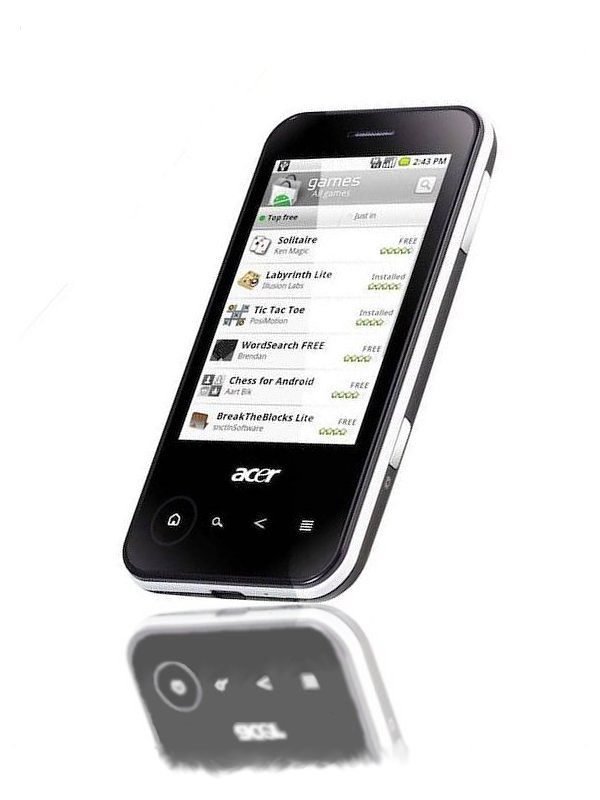 2:43 PM
games
All games
Top free
Just in
Solitaire FREE
Ken Magic
Labyrinth Lite Installed
Illusion Labs
Tic Tac Toe Installed
PosiMotion
WordSearch FREE FREE
Brendan
Chess for Android FREE
Aart Bik
BreakTheBlocks Lite FREE
snctlnSoftware
acer